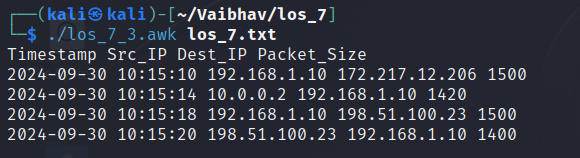 ┌──(kali㉿kali)-[~/Vaibhav/los_7]
└─$ ./los_7_3.awk los_7.txt
Timestamp Src_IP Dest_IP Packet_Size
2024-09-30 10:15:10 192.168.1.10 172.217.12.206 1500
2024-09-30 10:15:14 10.0.0.2 192.168.1.10 1420
2024-09-30 10:15:18 192.168.1.10 198.51.100.23 1500
2024-09-30 10:15:20 198.51.100.23 192.168.1.10 1400